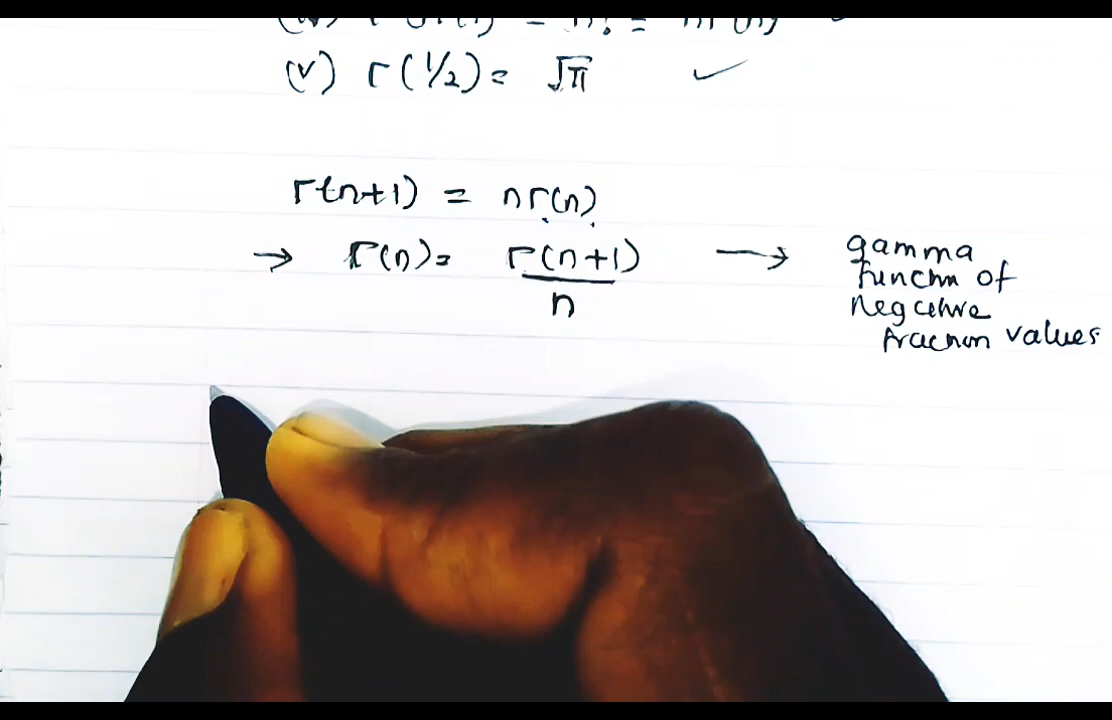 (v) Γ(1/2) = √π ✓
Γ(n+1) = nΓ(n)
→ Γ(n) = Γ(n+1)/n → gamma
function of
negative
fraction values